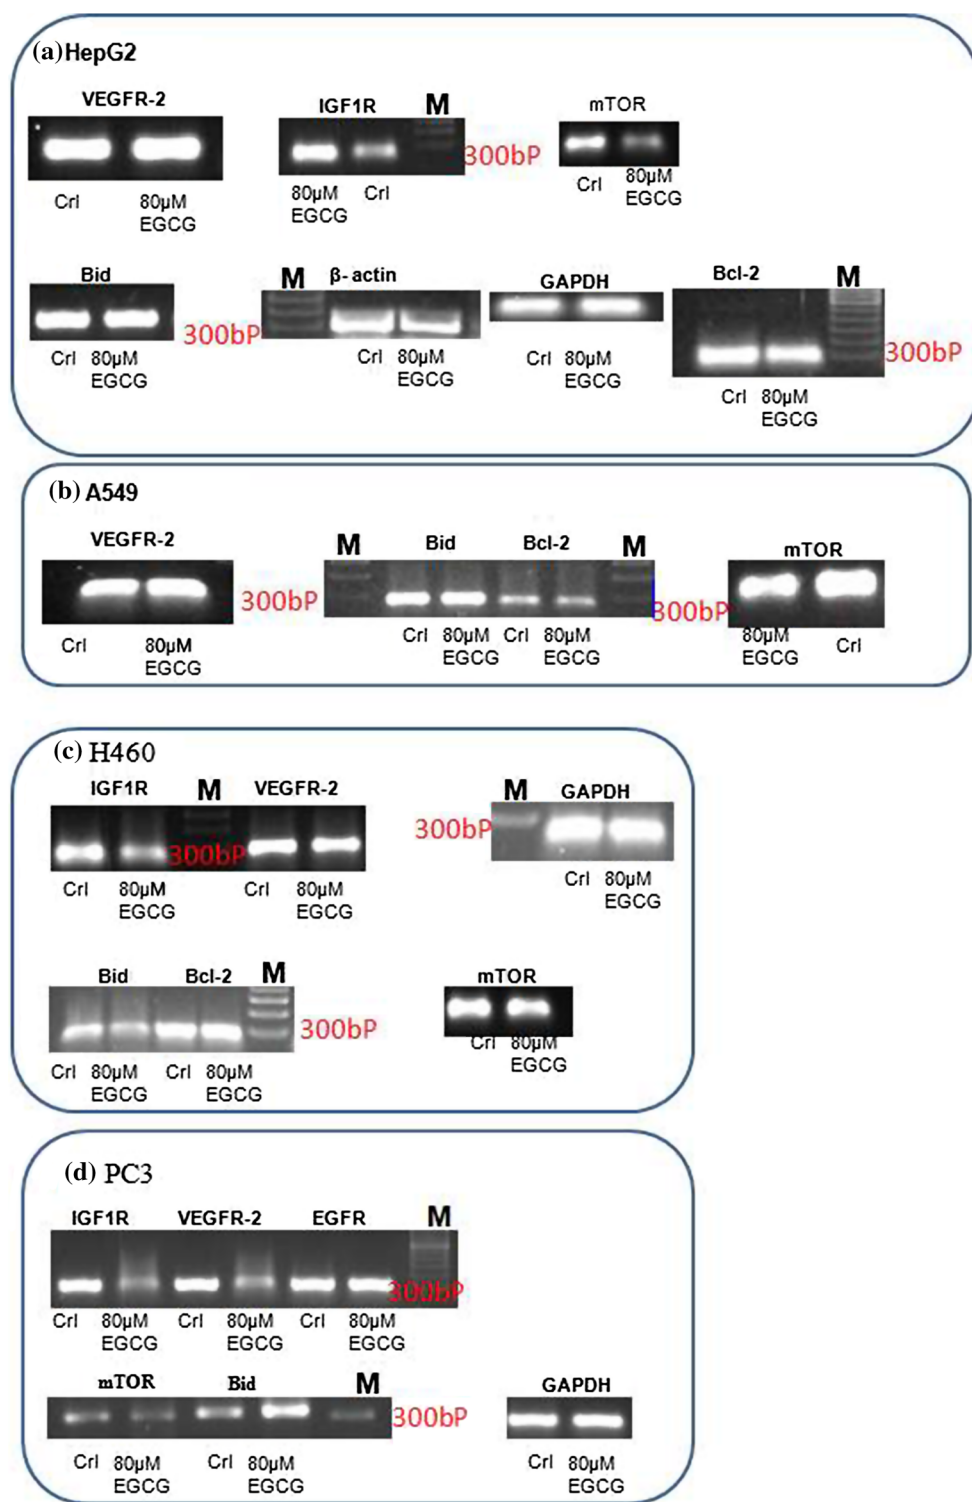 (a) HepG2
VEGFR-2
IGF1R
M
mTOR
300bP
Crl
80µM
EGCG
80µM
EGCG
Crl
Crl
80µM
EGCG
Bid
M
β- actin
GAPDH
Bcl-2
M
300bP
300bP
Crl
80µM
EGCG
Crl
80µM
EGCG
Crl
80µM
EGCG
Crl
80µM
EGCG
(b) A549
VEGFR-2
M
Bid
Bcl-2
M
mTOR
300bP
300bP
Crl
80µM
EGCG
Crl
80µM
EGCG
Crl
80µM
EGCG
80µM
EGCG
Crl
(c) H460
IGF1R
M
VEGFR-2
M
GAPDH
300bP
300bP
Crl
80µM
EGCG
Crl
80µM
EGCG
Crl
80µM
EGCG
Bid
Bcl-2
M
mTOR
300bP
Crl
80µM
EGCG
Crl
80µM
EGCG
Crl
80µM
EGCG
(d) PC3
IGF1R
VEGFR-2
EGFR
M
300bP
Crl
80µM
EGCG
Crl
80µM
EGCG
Crl
80µM
EGCG
mTOR
Bid
M
GAPDH
300bP
Crl
80µM
EGCG
Crl
80µM
EGCG
Crl
80µM
EGCG